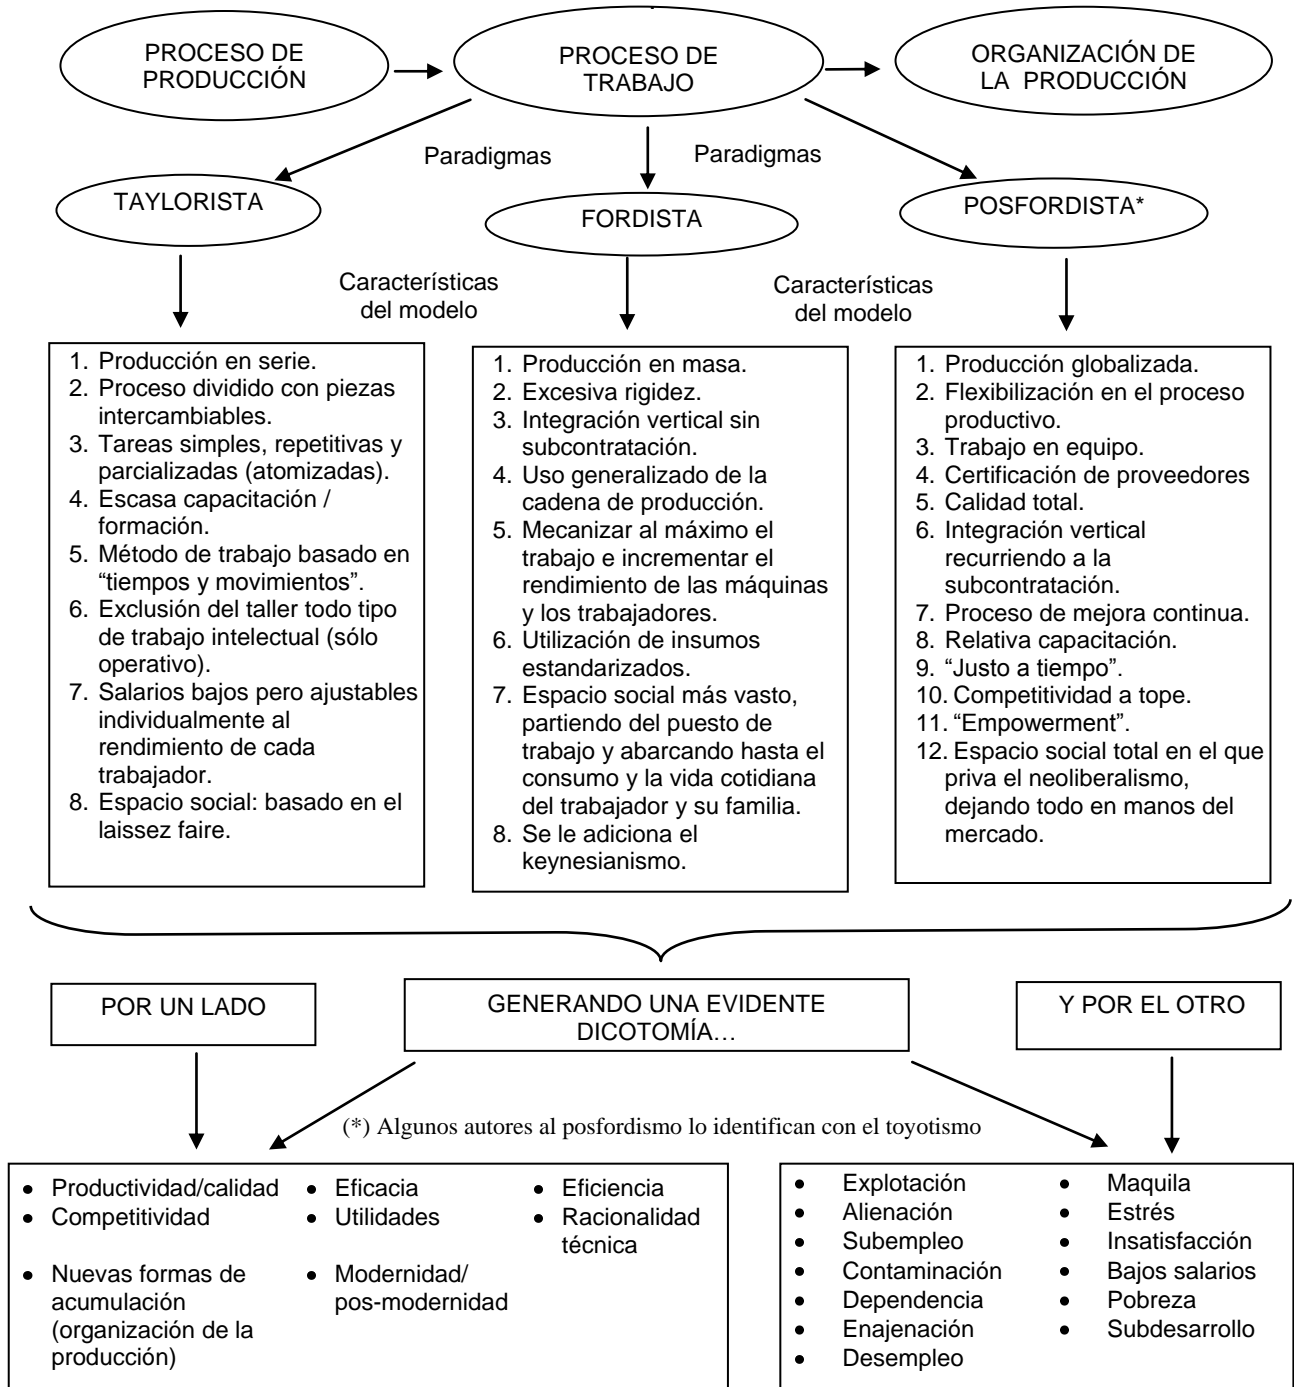 PROCESO DE
PRODUCCIÓN
PROCESO DE
TRABAJO
ORGANIZACIÓN DE
LA PRODUCCIÓN
Paradigmas
Paradigmas
TAYLORISTA
FORDISTA
POSFORDISTA*
Características
del modelo
Características
del modelo
1. Producción en serie.
2. Proceso dividido con piezas
intercambiables.
3. Tareas simples, repetitivas y
parcializadas (atomizadas).
4. Escasa capacitación /
formación.
5. Método de trabajo basado en
“tiempos y movimientos”.
6. Exclusión del taller todo tipo
de trabajo intelectual (sólo
operativo).
7. Salarios bajos pero ajustables
individualmente al
rendimiento de cada
trabajador.
8. Espacio social: basado en el
laissez faire.
1. Producción en masa.
2. Excesiva rigidez.
3. Integración vertical sin
subcontratación.
4. Uso generalizado de la
cadena de producción.
5. Mecanizar al máximo el
trabajo e incrementar el
rendimiento de las máquinas
y los trabajadores.
6. Utilización de insumos
estandarizados.
7. Espacio social más vasto,
partiendo del puesto de
trabajo y abarcando hasta el
consumo y la vida cotidiana
del trabajador y su familia.
8. Se le adiciona el
keynesianismo.
1. Producción globalizada.
2. Flexibilización en el proceso
productivo.
3. Trabajo en equipo.
4. Certificación de proveedores
5. Calidad total.
6. Integración vertical
recurriendo a la
subcontratación.
7. Proceso de mejora continua.
8. Relativa capacitación.
9. “Justo a tiempo”.
10. Competitividad a tope.
11. “Empowerment”.
12. Espacio social total en el que
priva el neoliberalismo,
dejando todo en manos del
mercado.
POR UN LADO
GENERANDO UNA EVIDENTE
DICOTOMÍA…
Y POR EL OTRO
(*) Algunos autores al posfordismo lo identifican con el toyotismo
• Productividad/calidad
• Competitividad
• Nuevas formas de
acumulación
(organización de la
producción)
• Eficacia
• Utilidades
• Modernidad/
pos-modernidad
• Eficiencia
• Racionalidad
técnica
• Explotación
• Alienación
• Subempleo
• Contaminación
• Dependencia
• Enajenación
• Desempleo
• Maquila
• Estrés
• Insatisfacción
• Bajos salarios
• Pobreza
• Subdesarrollo